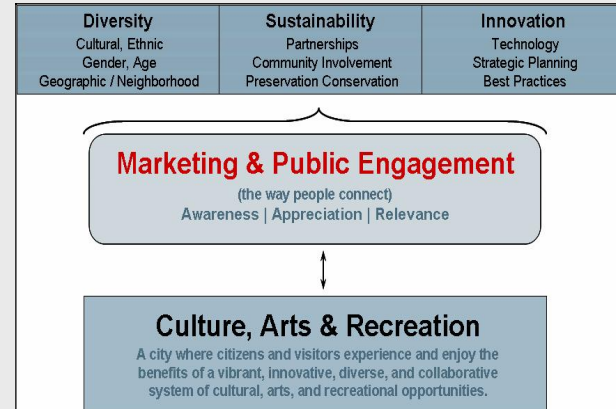 Diversity
Cultural, Ethnic
Gender, Age
Geographic / Neighborhood
Sustainability
Partnerships
Community Involvement
Preservation Conservation
Innovation
Technology
Strategic Planning
Best Practices
Marketing & Public Engagement
(the way people connect)
Awareness | Appreciation | Relevance
Culture, Arts & Recreation
A city where citizens and visitors experience and enjoy the
benefits of a vibrant, innovative, diverse, and collaborative
system of cultural, arts, and recreational opportunities.